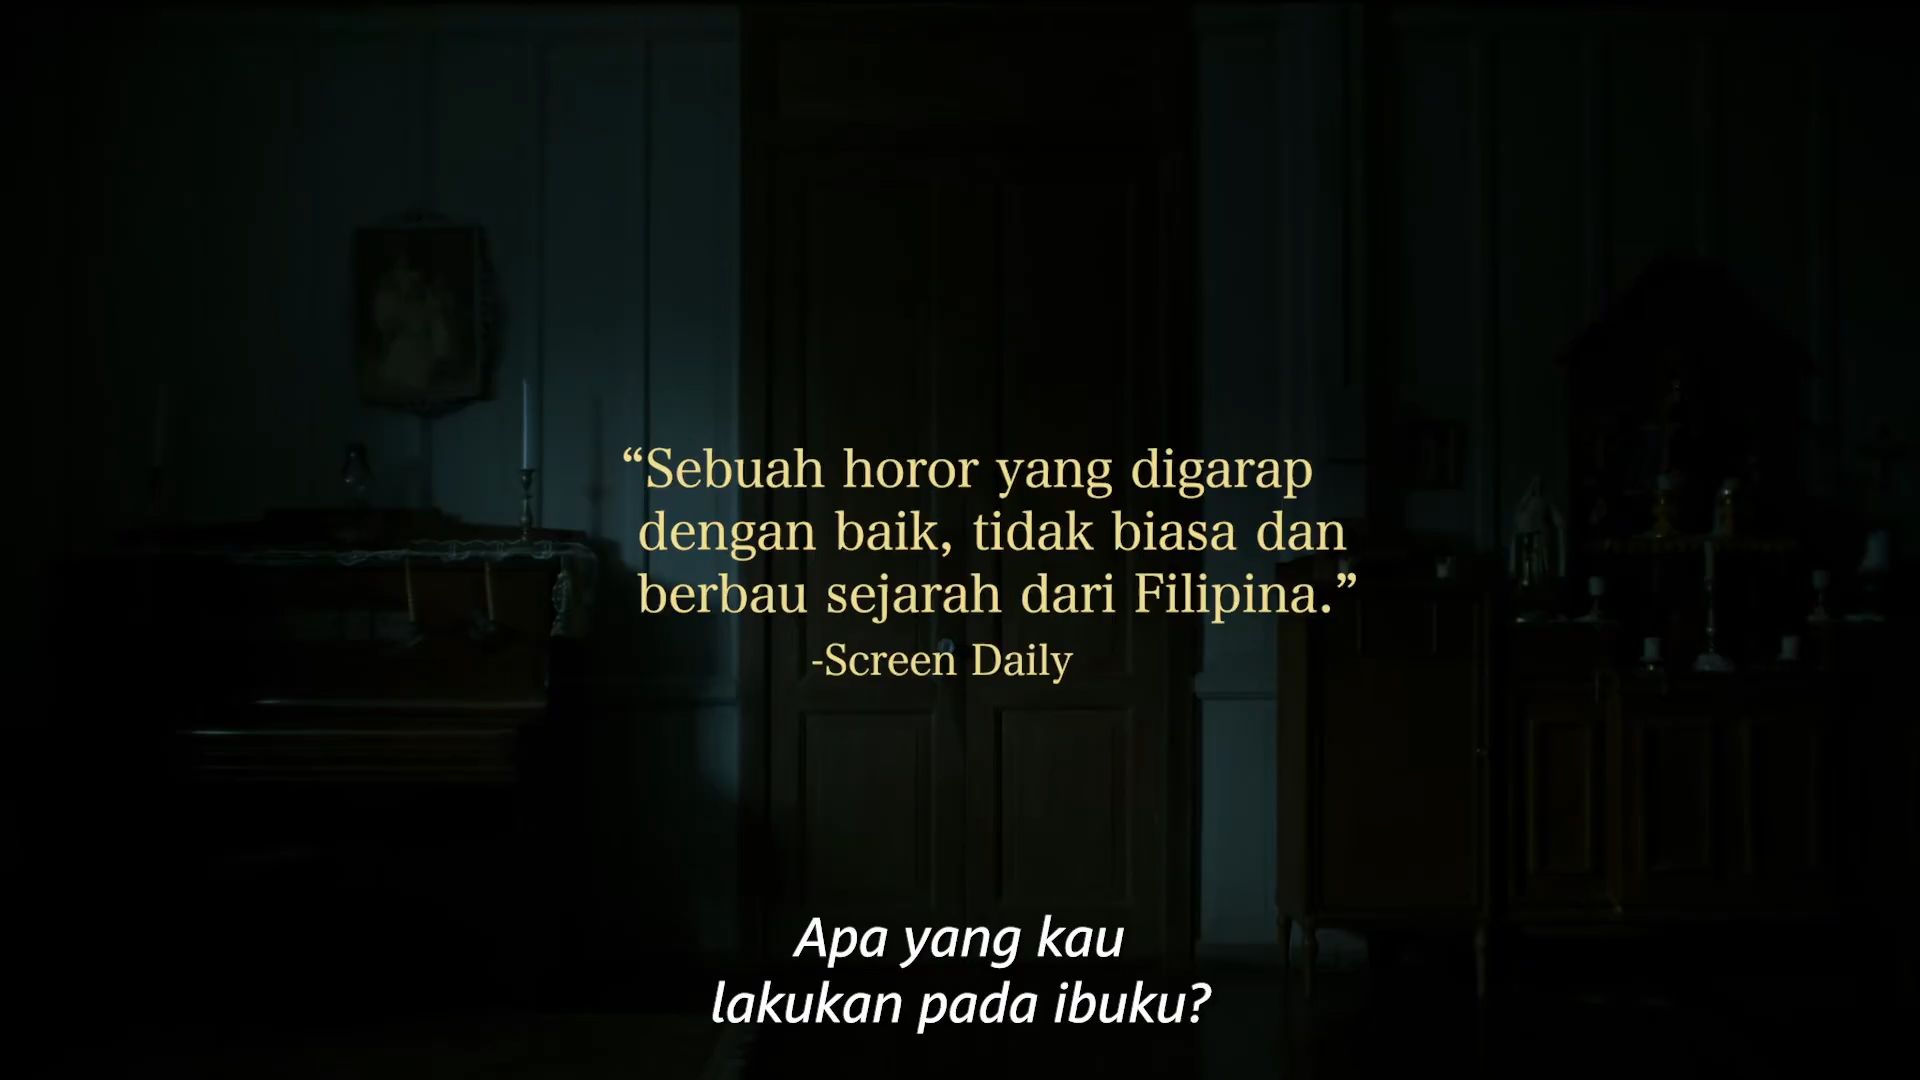 “Sebuah horor yang digarap
dengan baik, tidak biasa dan
berbau sejarah dari Filipina.”
-Screen Daily
Apa yang kau
lakukan pada ibuku?